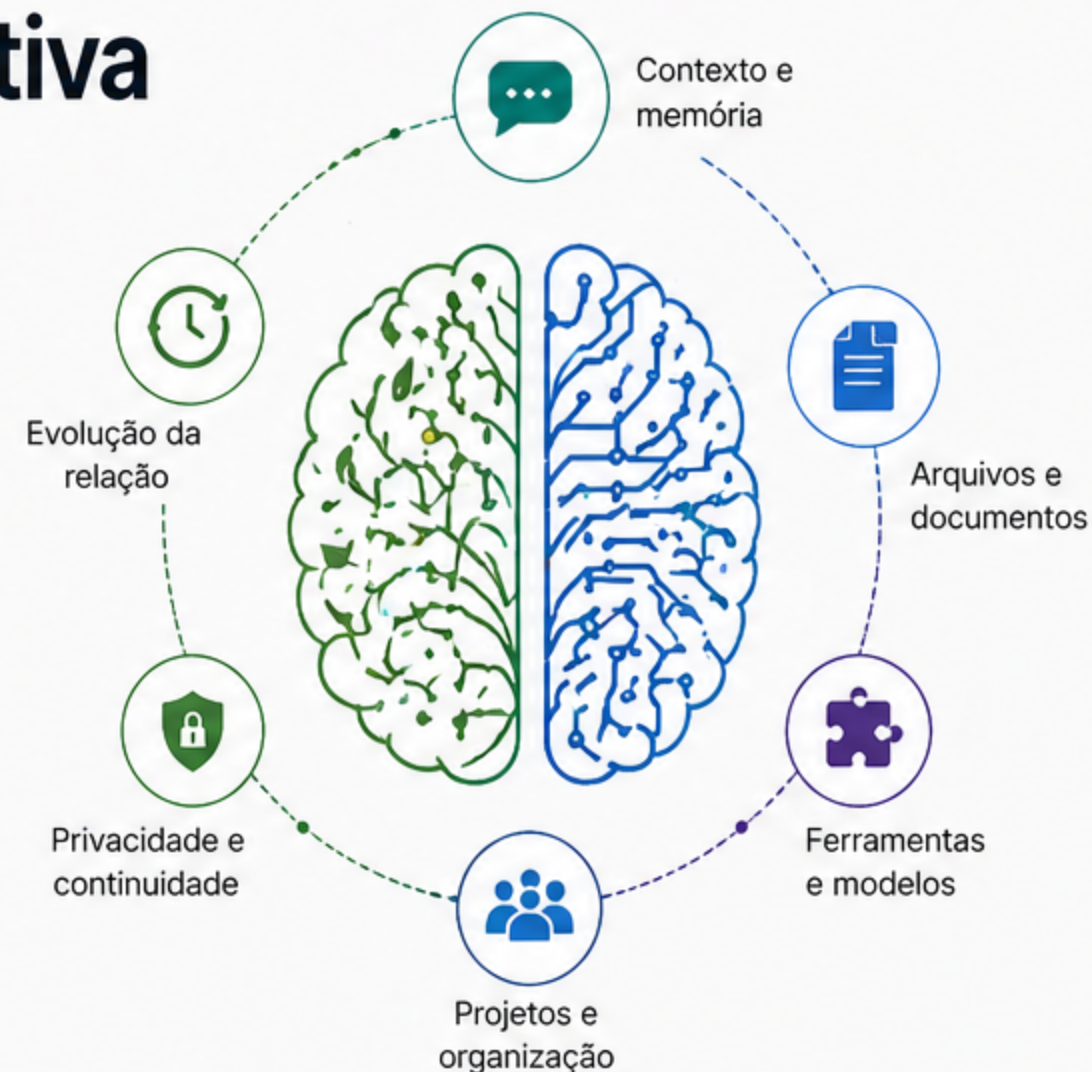 tiva
Contexto e
memória
Arquivos e
documentos
Ferramentas
e modelos
Projetos e
organização
Privacidade e
continuidade
Evolução da
relação